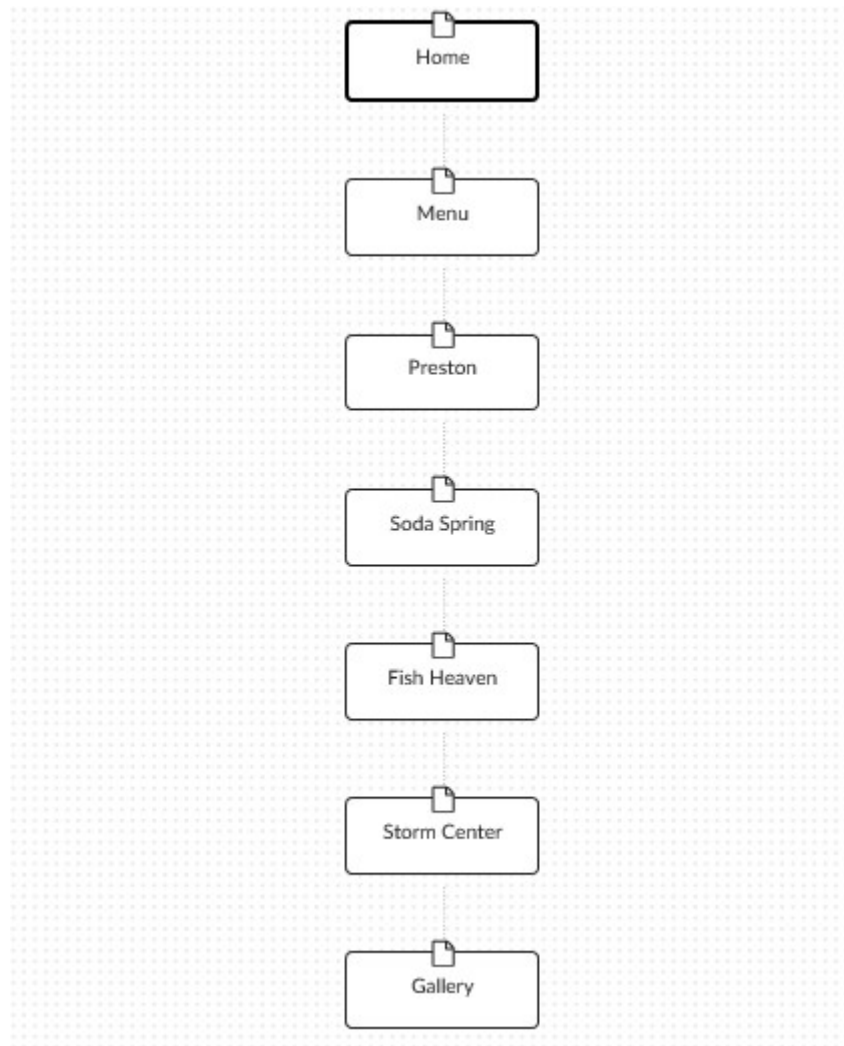 Home
Menu
Preston
Soda Spring
Fish Heaven
Storm Center
Gallery